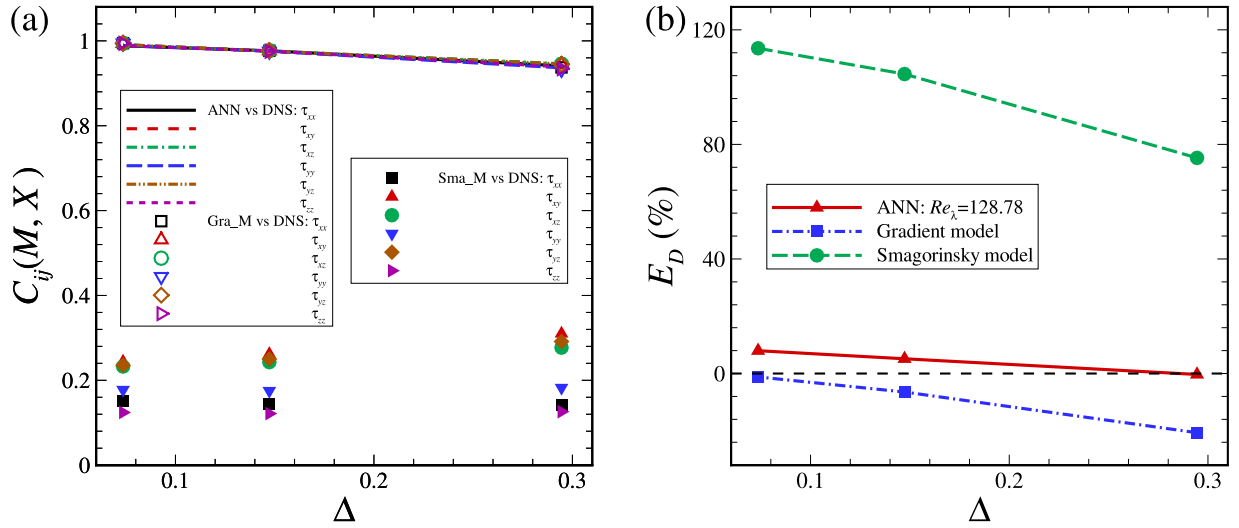 (a)
C_ij(M, X)
1
0.8
0.6
0.4
0.2
0
0.1
0.2
0.3
Δ
ANN vs DNS: τ_xx
τ_xy
τ_xz
τ_yy
τ_yz
τ_zz
Gra_M vs DNS: τ_xx
τ_xy
τ_xz
τ_yy
τ_yz
τ_zz
Sma_M vs DNS: τ_xx
τ_xy
τ_xz
τ_yy
τ_yz
τ_zz
(b)
E_D (%)
120
80
40
0
0.1
0.2
0.3
Δ
ANN: Re_λ=128.78
Gradient model
Smagorinsky model